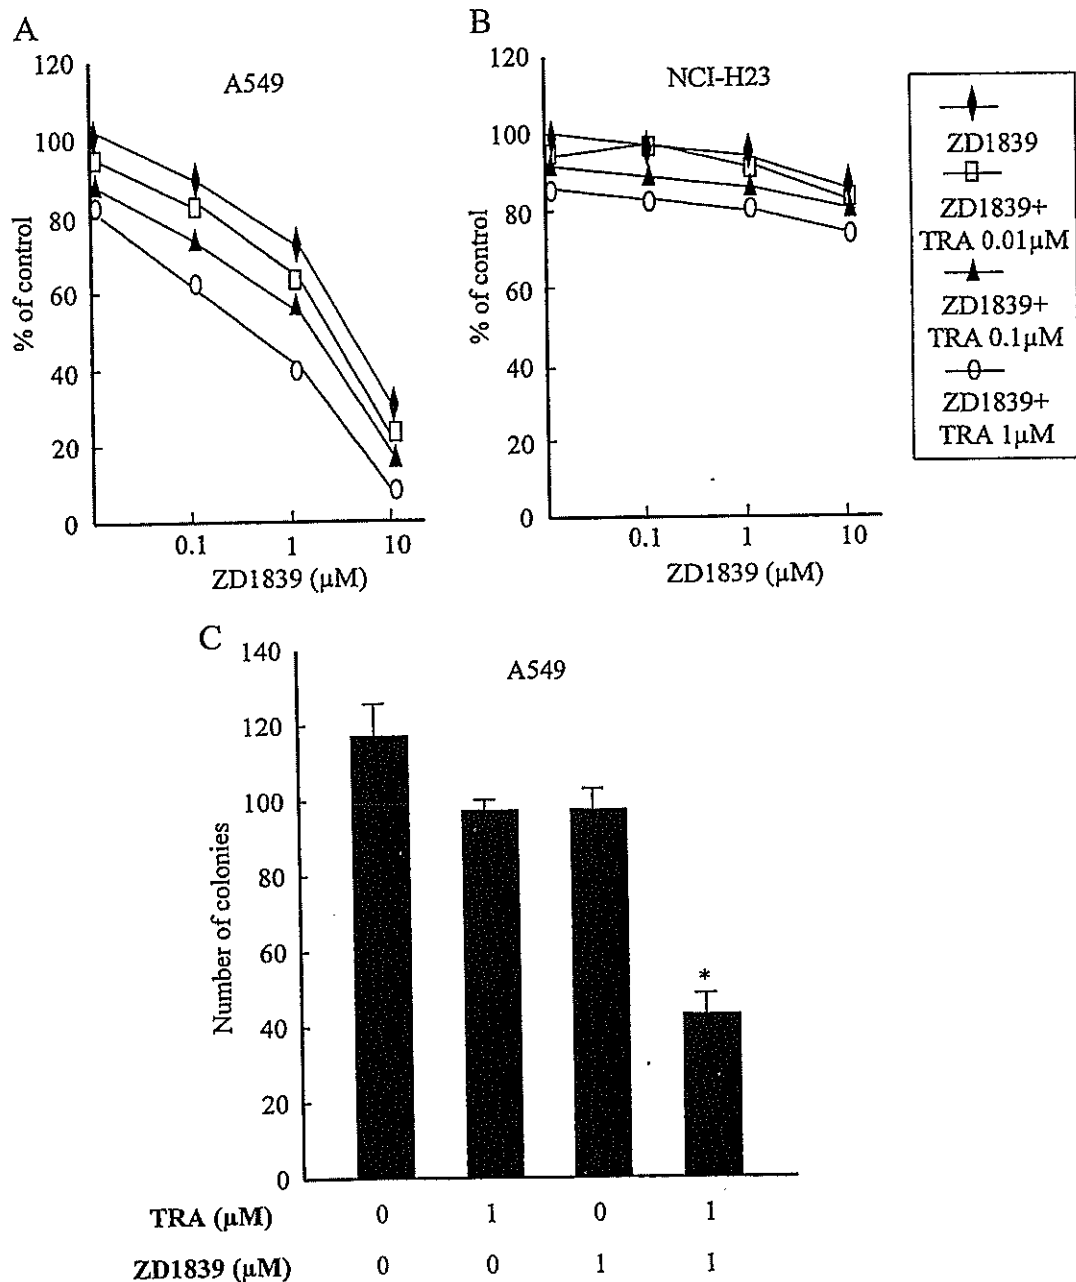 A
120
100
80
60
40
20
0
% of control
A549
0.1 1 10
ZD1839 (μM)
B
120
100
80
60
40
20
0
% of control
NCI-H23
0.1 1 10
ZD1839 (μM)
ZD1839
ZD1839+
TRA 0.01μM
ZD1839+
TRA 0.1μM
ZD1839+
TRA 1μM
C
140
120
100
80
60
40
20
0
Number of colonies
A549
*
TRA (μM) 0 1 0 1
ZD1839 (μM) 0 0 1 1